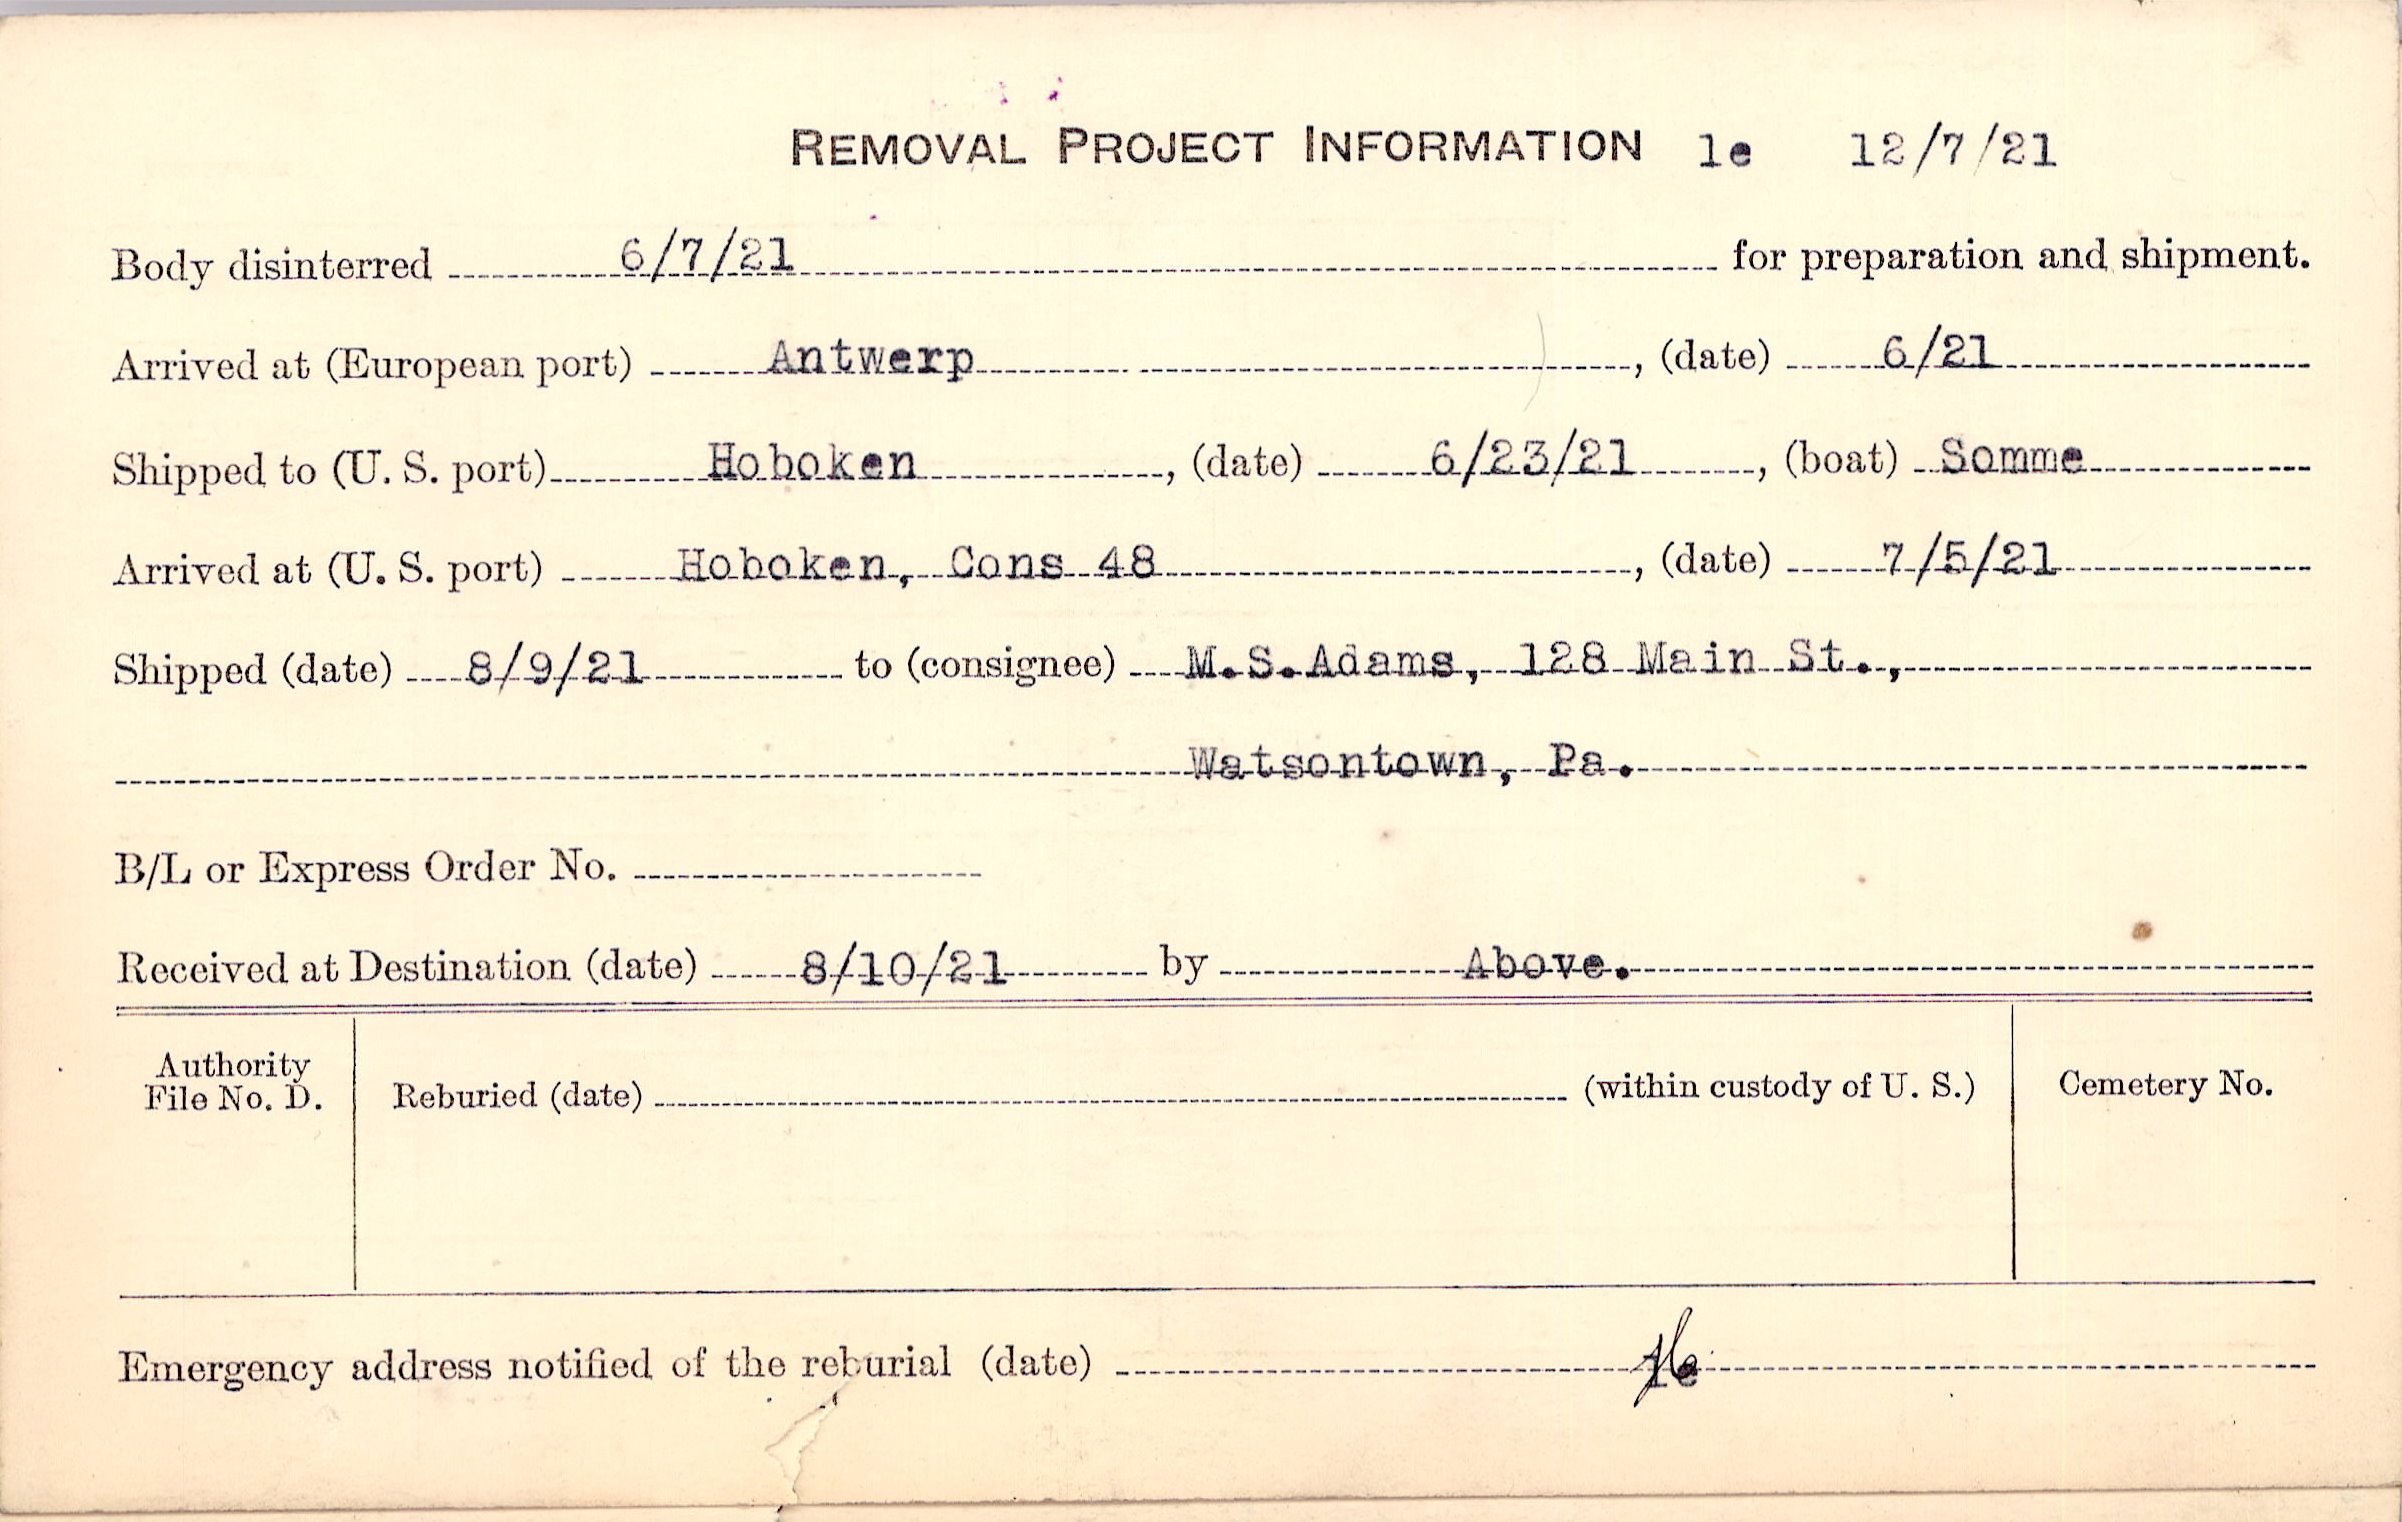 REMOVAL PROJECT INFORMATION le 12/7/21
Body disinterred 6/7/21 for preparation and shipment.
Arrived at (European port) Antwerp, (date) 6/21
Shipped to (U. S. port) Hoboken, (date) 6/23/21, (boat) Somme
Arrived at (U. S. port) Hoboken, Cons 48, (date) 7/5/21
Shipped (date) 8/9/21 to (consignee) M.S.Adams, 128 Main St.,
Watsontown, Pa.
B/L or Express Order No.
Received at Destination (date) 8/10/21 by Above.
Authority
File No. D.
Reburied (date) (within custody of U. S.)
Cemetery No.
Emergency address notified of the reburial (date)